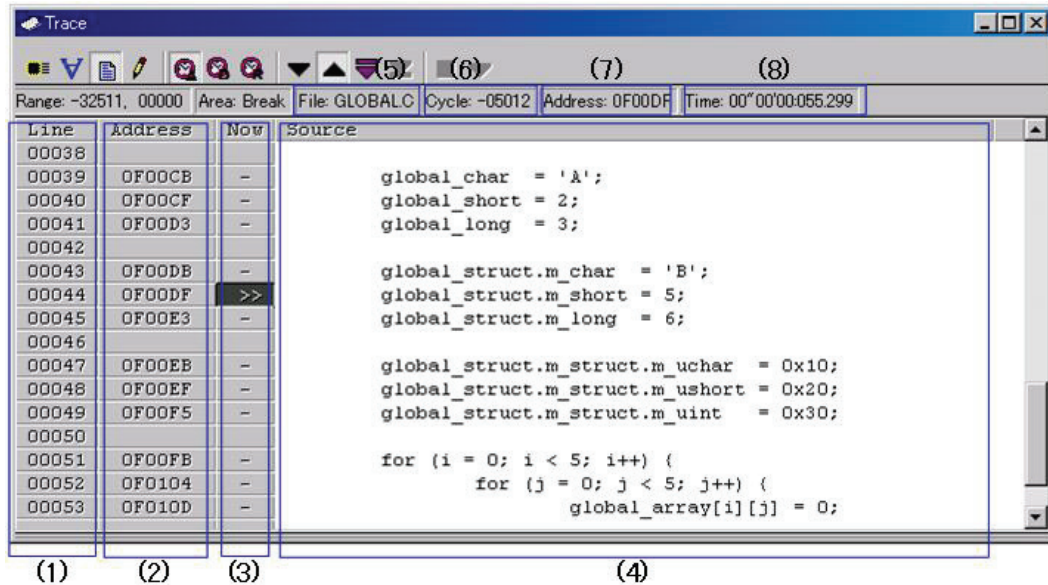 Trace
(5) (6) (7) (8)
Range: -32511, 00000 Area: Break File: GLOBAL.C Cycle: -05012 Address: 0F00DF Time: 00"00'00:055.299
Line Address Now Source
00038
00039 0F00CB - global_char = 'A';
00040 0F00CF - global_short = 2;
00041 0F00D3 - global_long = 3;
00042
00043 0F00DB - global_struct.m_char = 'B';
00044 0F00DF >> global_struct.m_short = 5;
00045 0F00E3 - global_struct.m_long = 6;
00046
00047 0F00EB - global_struct.m_struct.m_uchar = 0x10;
00048 0F00EF - global_struct.m_struct.m_ushort = 0x20;
00049 0F00F5 - global_struct.m_struct.m_uint = 0x30;
00050
00051 0F00FB - for (i = 0; i < 5; i++) {
00052 0F0104 - for (j = 0; j < 5; j++) {
00053 0F010D - global_array[i][j] = 0;
(1) (2) (3) (4)